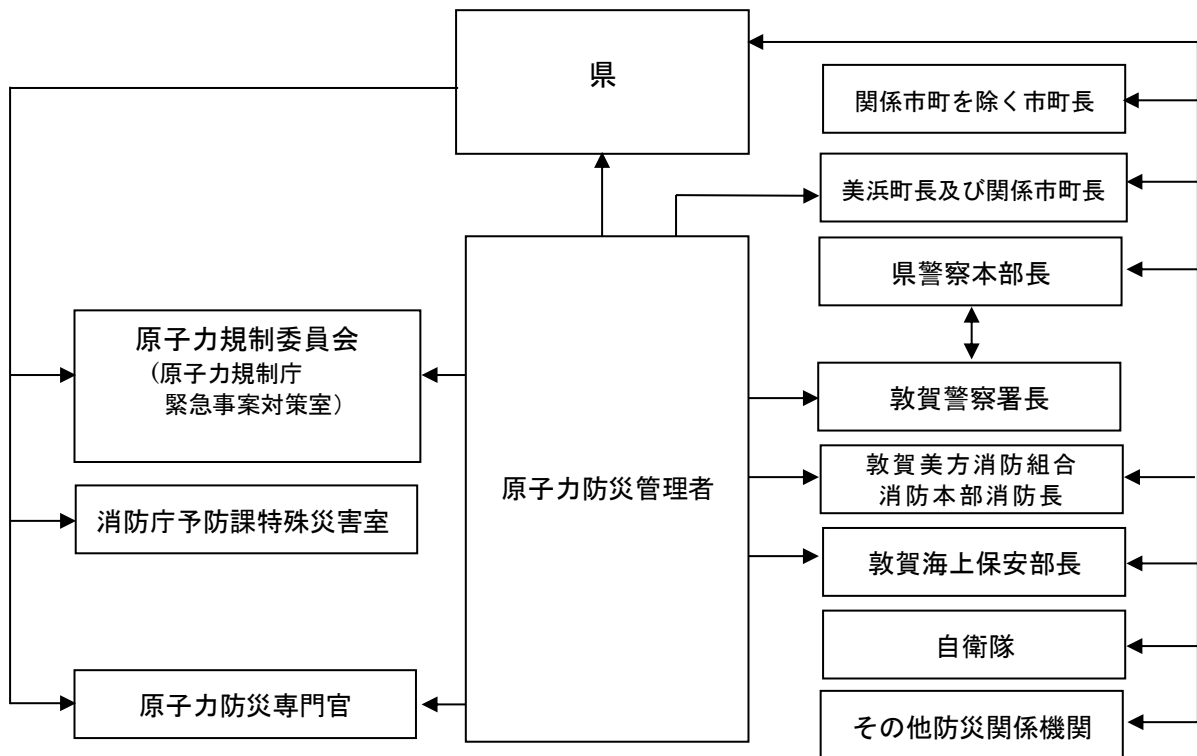 県
関係市町を除く市町長
美浜町長及び関係市町長
県警察本部長
原子力規制委員会
（原子力規制庁
緊急事案対策室）
敦賀警察署長
原子力防災管理者
敦賀美方消防組合
消防本部消防長
消防庁予防課特殊災害室
敦賀海上保安部長
自衛隊
原子力防災専門官
その他防災関係機関